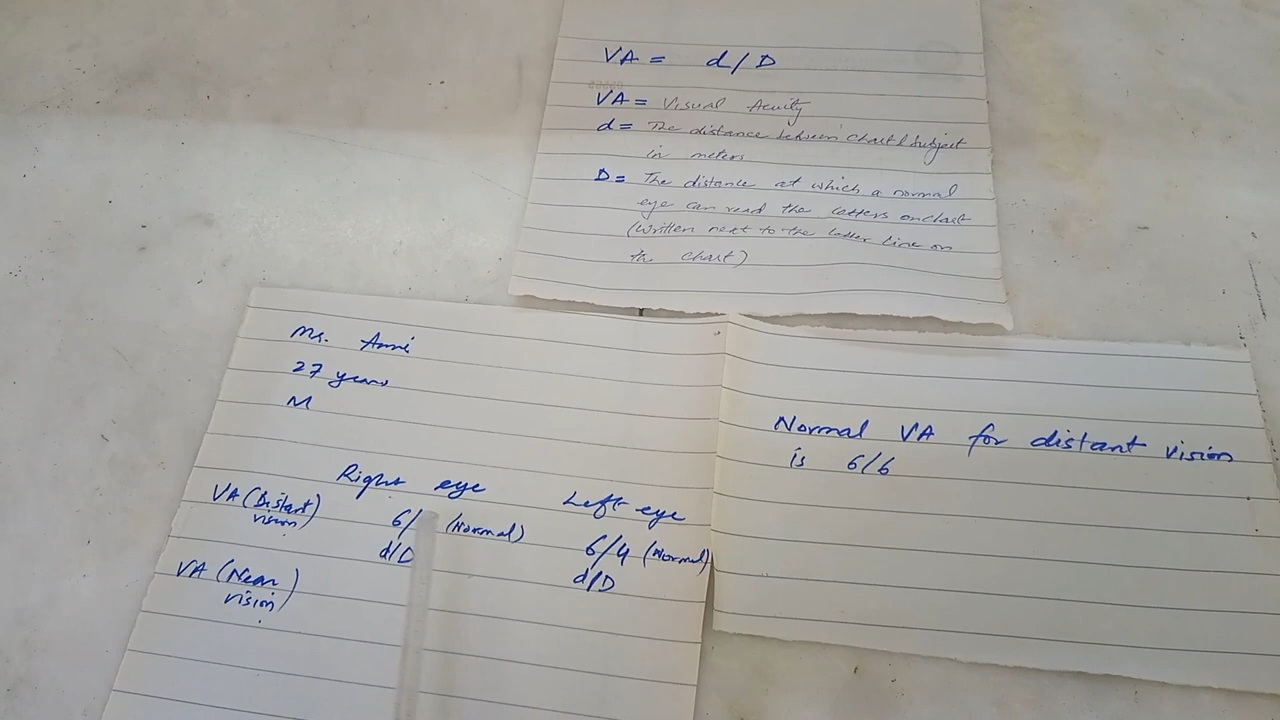 VA = d/D
VA = Visual Acuity
d = The distance between chart & Subject
in meters
D = The distance at which a normal
eye can read the letters on chart
(written next to the letter line on
the chart)
27 years
M
Right eye Left eye
VA (Distant vision) 6/ (Normal) 6/4 (Normal)
d/D d/D
VA (Near vision)
Normal VA for distant vision
is 6/6